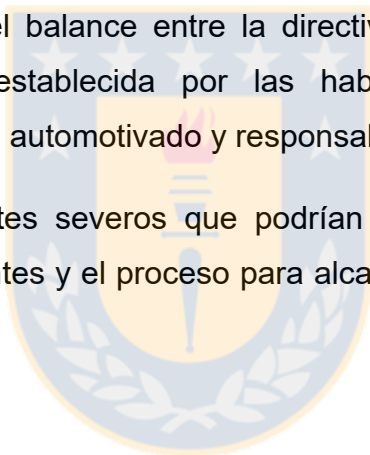 el balance entre la directiv
establecida por las hab
automotivado y responsal
tes severos que podrían
ntes y el proceso para alca